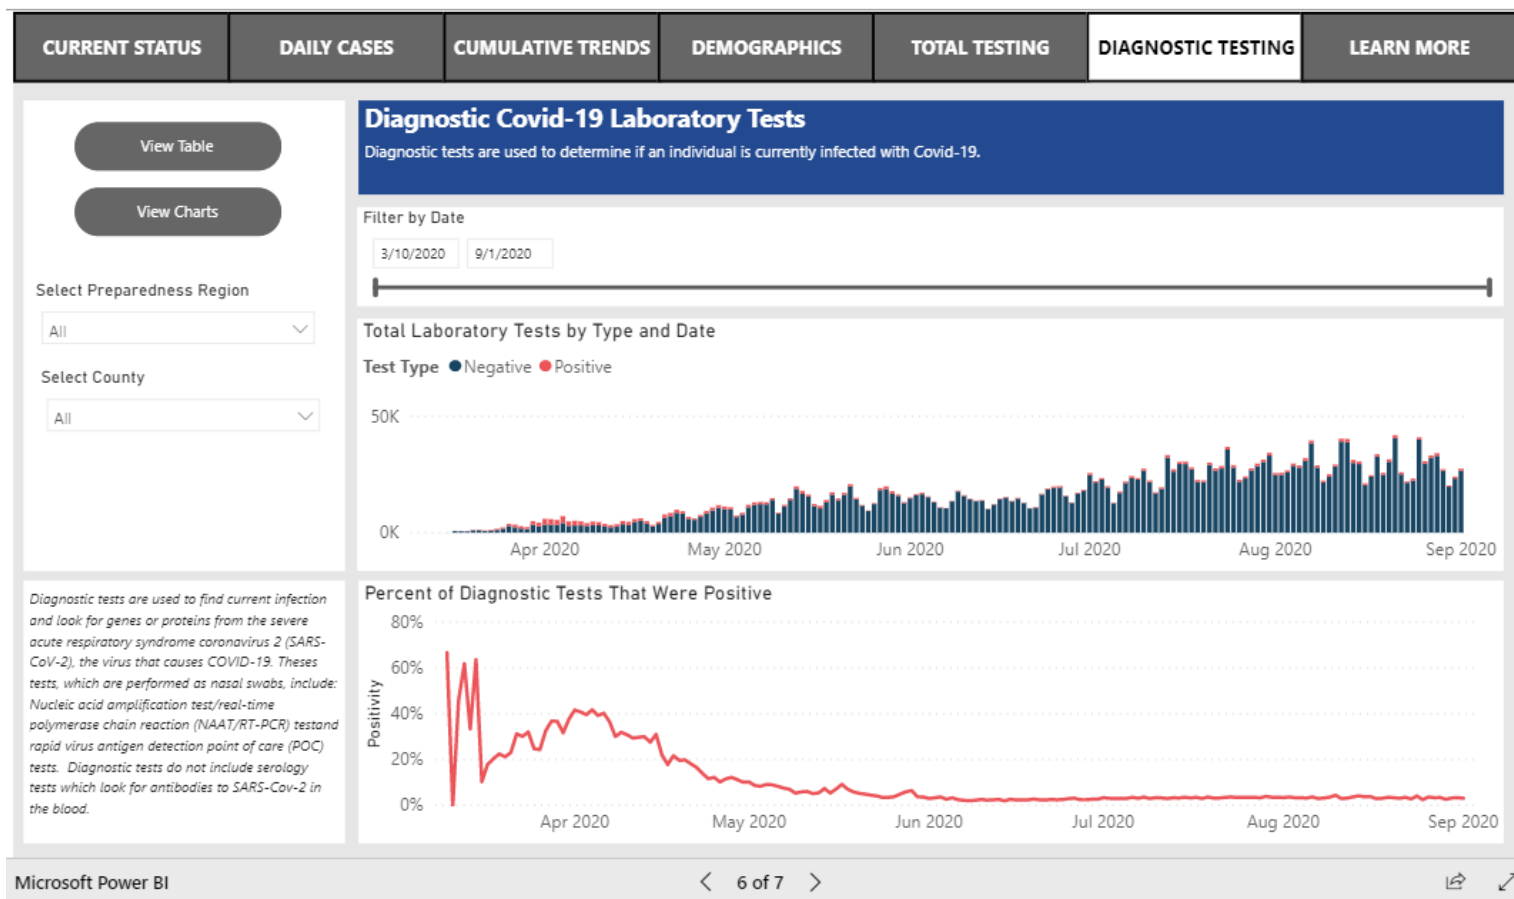 CURRENT STATUS
DAILY CASES
CUMULATIVE TRENDS
DEMOGRAPHICS
TOTAL TESTING
DIAGNOSTIC TESTING
LEARN MORE
View Table
View Charts
Select Preparedness Region
All
Select County
All
Diagnostic tests are used to find current infection
and look for genes or proteins from the severe
acute respiratory syndrome coronavirus 2 (SARS-
CoV-2), the virus that causes COVID-19. Theses
tests, which are performed as nasal swabs, include:
Nucleic acid amplification test/real-time
polymerase chain reaction (NAAT/RT-PCR) testand
rapid virus antigen detection point of care (POC)
tests. Diagnostic tests do not include serology
tests which look for antibodies to SARS-Cov-2 in
the blood.
Diagnostic Covid-19 Laboratory Tests
Diagnostic tests are used to determine if an individual is currently infected with Covid-19.
Filter by Date
3/10/2020 9/1/2020
Total Laboratory Tests by Type and Date
Test Type Negative Positive
50K
0K
Apr 2020 May 2020 Jun 2020 Jul 2020 Aug 2020 Sep 2020
Percent of Diagnostic Tests That Were Positive
Positivity
80%
60%
40%
20%
0%
Apr 2020 May 2020 Jun 2020 Jul 2020 Aug 2020 Sep 2020
Microsoft Power BI
6 of 7